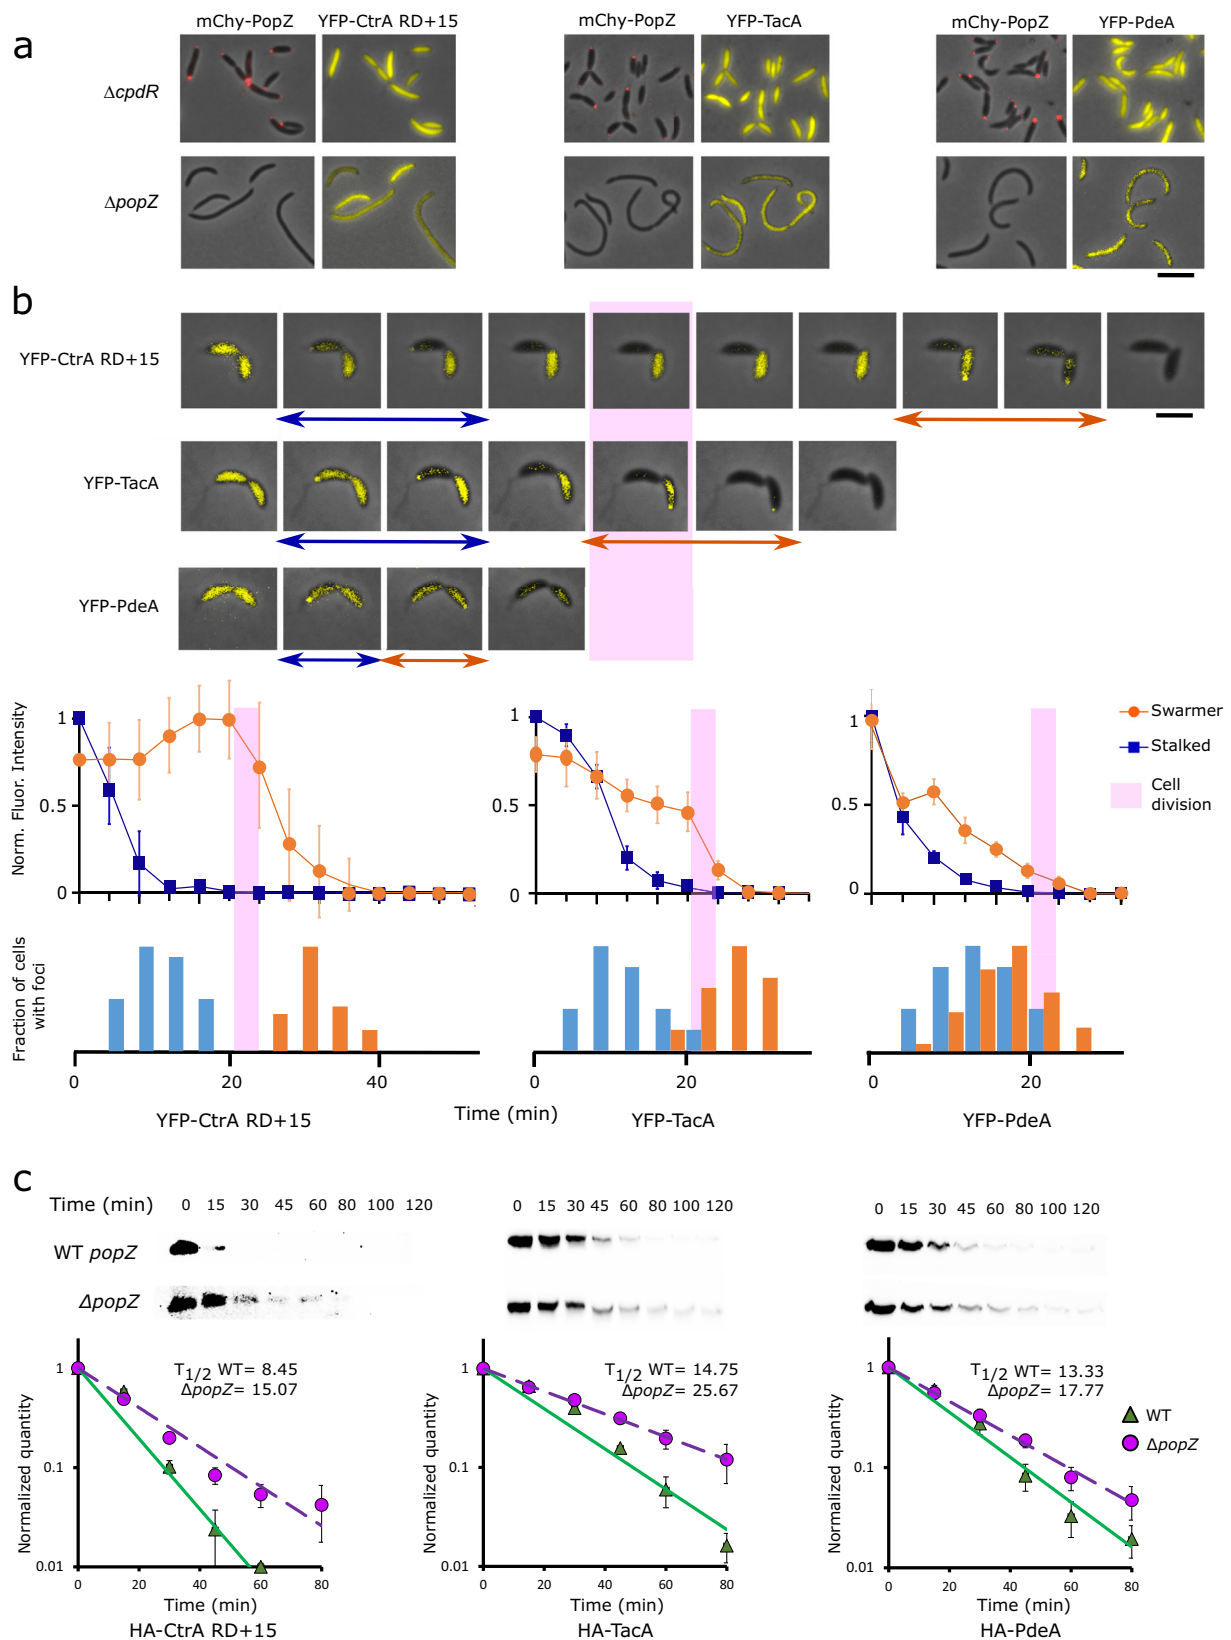 a
mChy-PopZ YFP-CtrA RD+15 mChy-PopZ YFP-TacA mChy-PopZ YFP-PdeA
ΔcpdR
ΔpopZ
b
YFP-CtrA RD+15
YFP-TacA
YFP-PdeA
Norm. Fluor. Intensity
1 0.5 0
1 0.5 0
1 0.5 0
Swarmer
Stalked
Cell division
Fraction of cells with foci
0 20 40 0 20 0 20
Time (min)
YFP-CtrA RD+15 YFP-TacA YFP-PdeA
c
Time (min) 0 15 30 45 60 80 100 120 0 15 30 45 60 80 100 120 0 15 30 45 60 80 100 120
WT popZ
ΔpopZ
T1/2 WT= 8.45
ΔpopZ= 15.07
T1/2 WT= 14.75
ΔpopZ= 25.67
T1/2 WT= 13.33
ΔpopZ= 17.77
WT
ΔpopZ
Normalized quantity Normalized quantity Normalized quantity
1 0.1 0.01
1 0.1 0.01
1 0.1 0.01
0 20 40 60 80 0 20 40 60 80 0 20 40 60 80
Time (min) Time (min) Time (min)
HA-CtrA RD+15 HA-TacA HA-PdeA